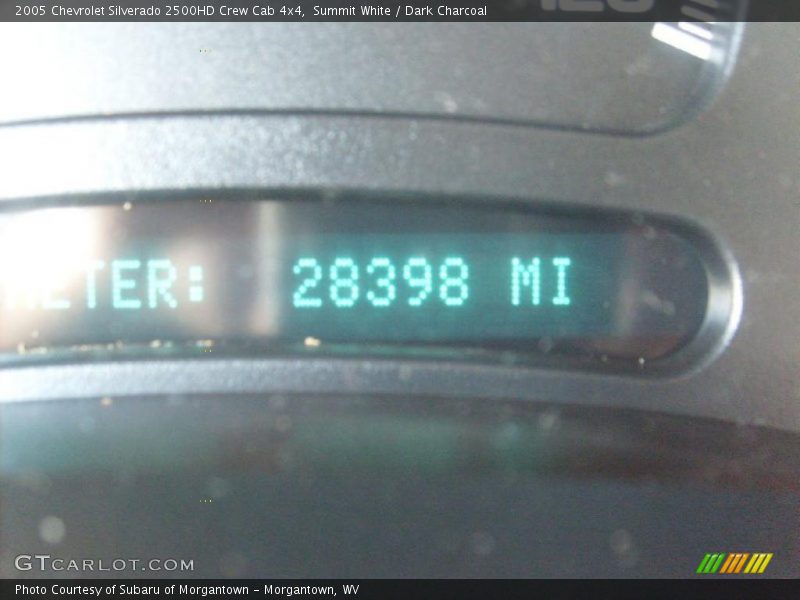 2005 Chevrolet Silverado 2500HD Crew Cab 4x4, Summit White / Dark Charcoal
METER: 28398 MI
GTCARLOT.COM
Photo Courtesy of Subaru of Morgantown - Morgantown, WV